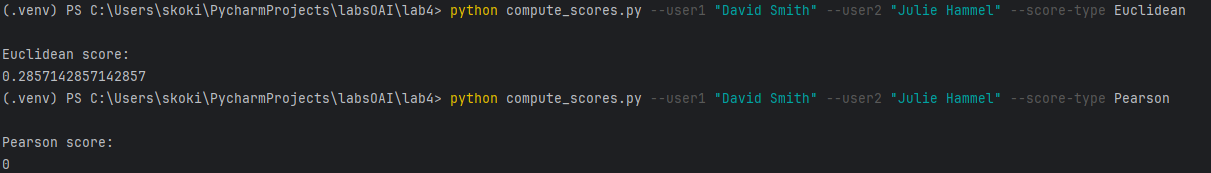 (.venv) PS C:\Users\skoki\PycharmProjects\labsOAI\lab4> python compute_scores.py --user1 "David Smith" --user2 "Julie Hammel" --score-type Euclidean
Euclidean score:
0.2857142857142857
(.venv) PS C:\Users\skoki\PycharmProjects\labsOAI\lab4> python compute_scores.py --user1 "David Smith" --user2 "Julie Hammel" --score-type Pearson
Pearson score:
0